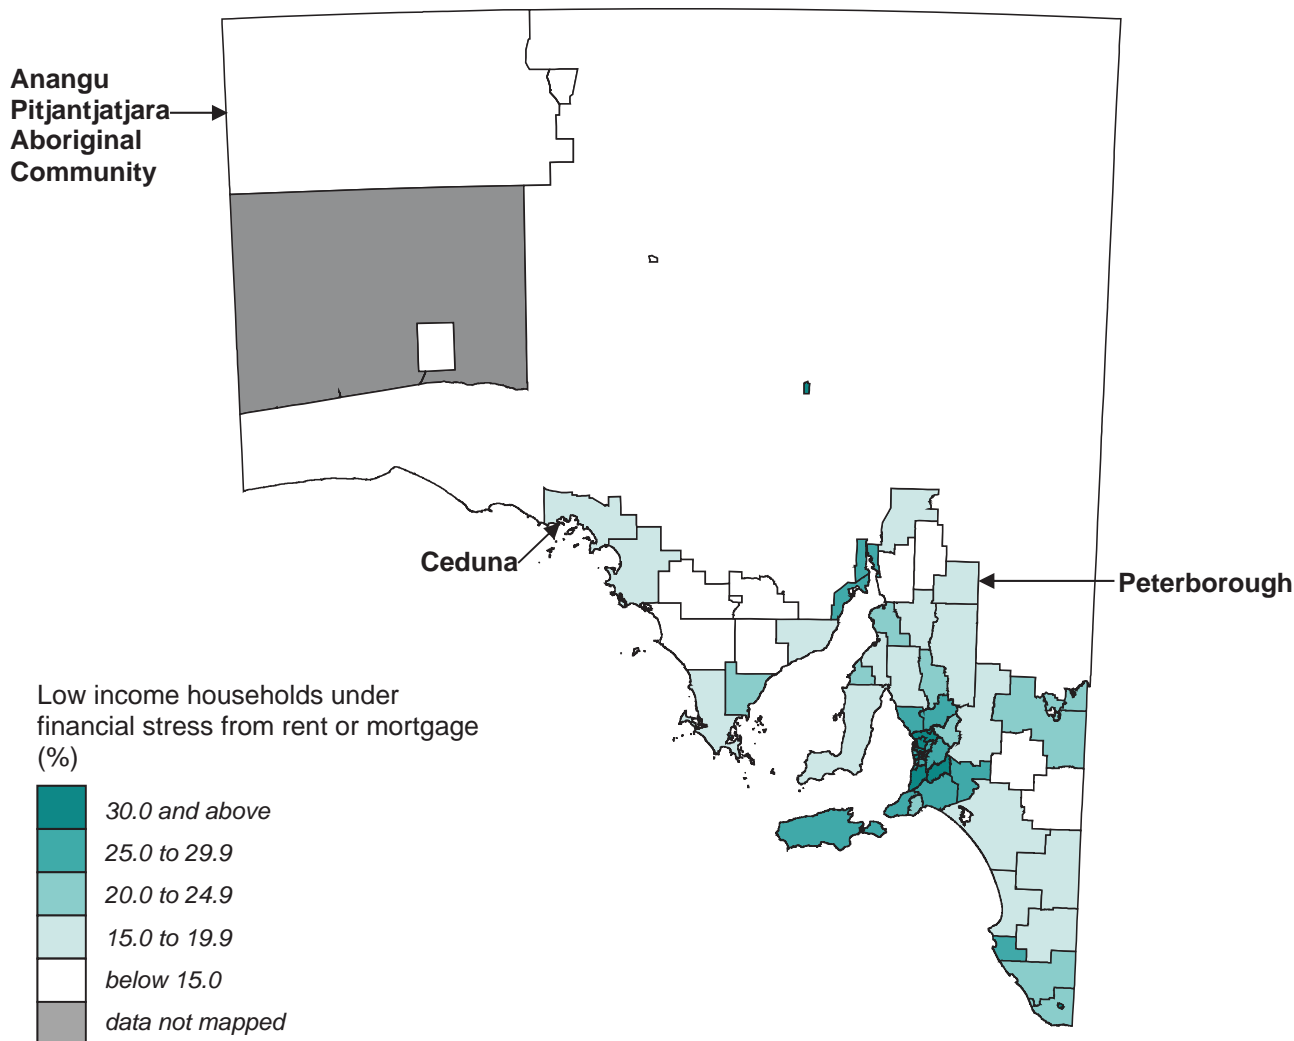 Anangu
Pitjantjatjara
Aboriginal
Community
Ceduna
Peterborough
Low income households under
financial stress from rent or mortgage
(%)
30.0 and above
25.0 to 29.9
20.0 to 24.9
15.0 to 19.9
below 15.0
data not mapped